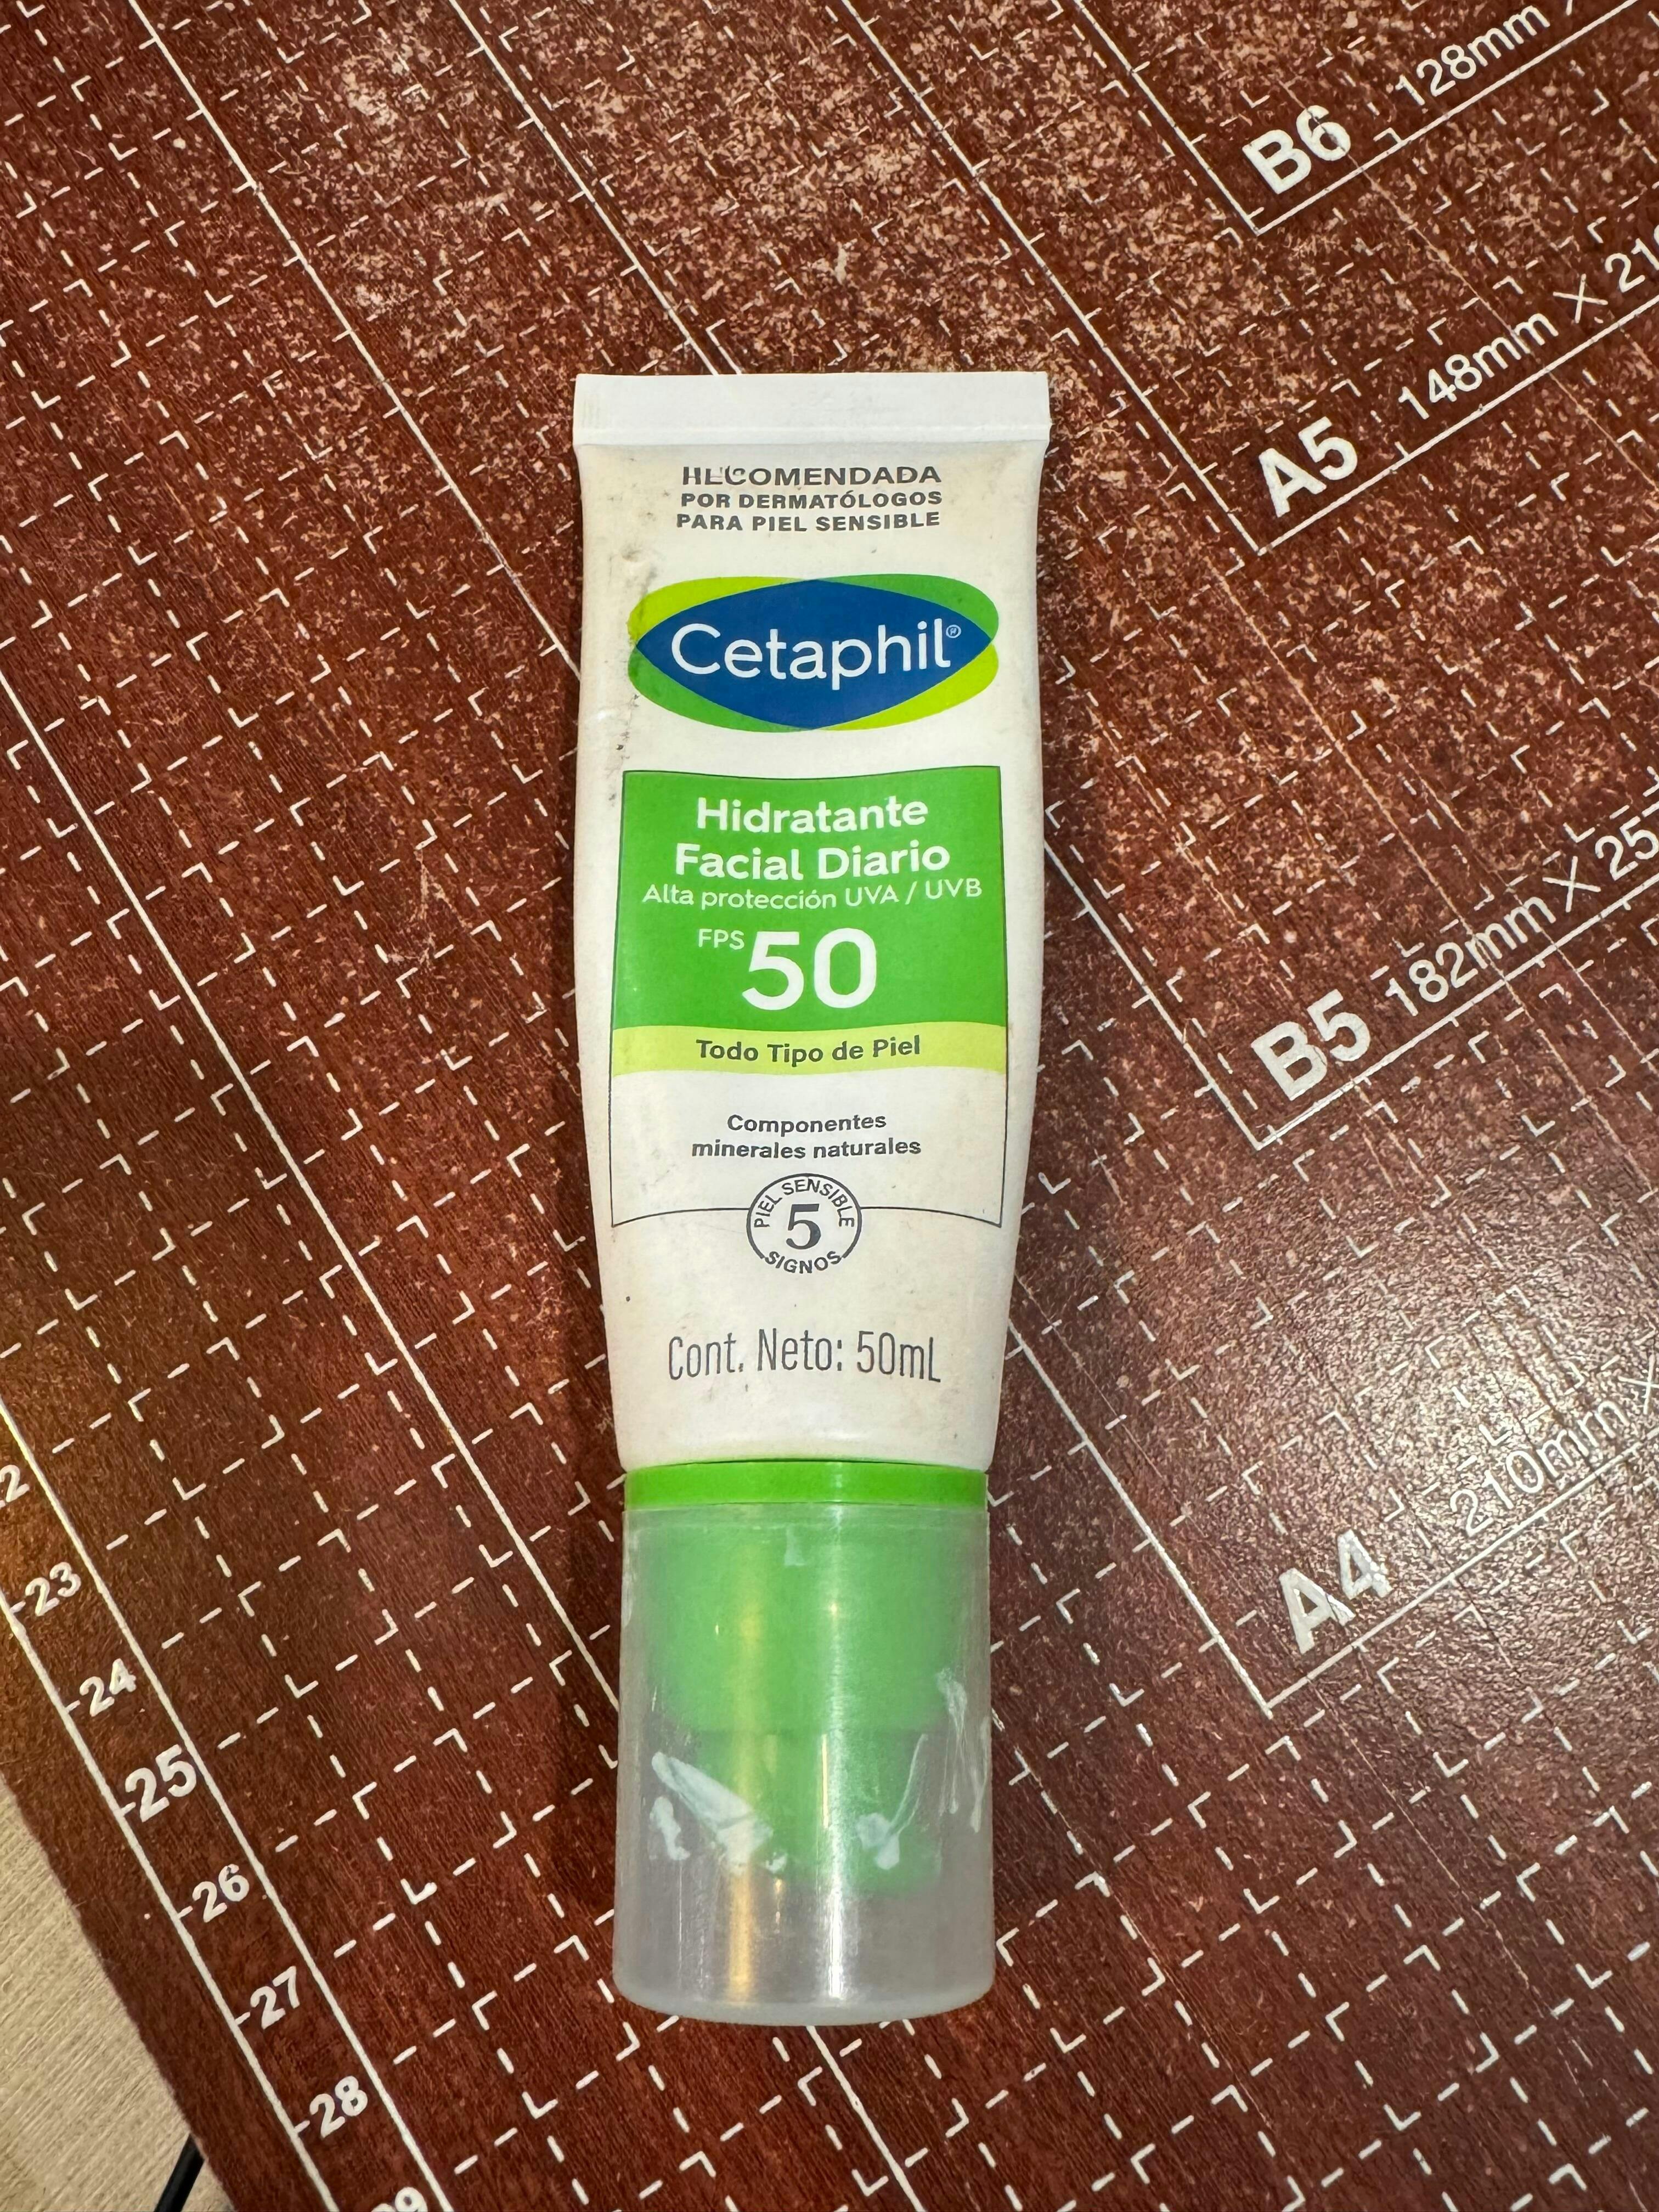 RECOMENDADA
POR DERMATÓLOGOS
PARA PIEL SENSIBLE
Cetaphil®
Hidratante
Facial Diario
Alta protección UVA / UVB
FPS 50
Todo Tipo de Piel
Componentes
minerales naturales
PIEL SENSIBLE
5
SIGNOS
Cont. Neto: 50mL
B6 128mm
A5 148mm ×
B5 182mm ×
A4 210mm
23
24
25
26
27
28